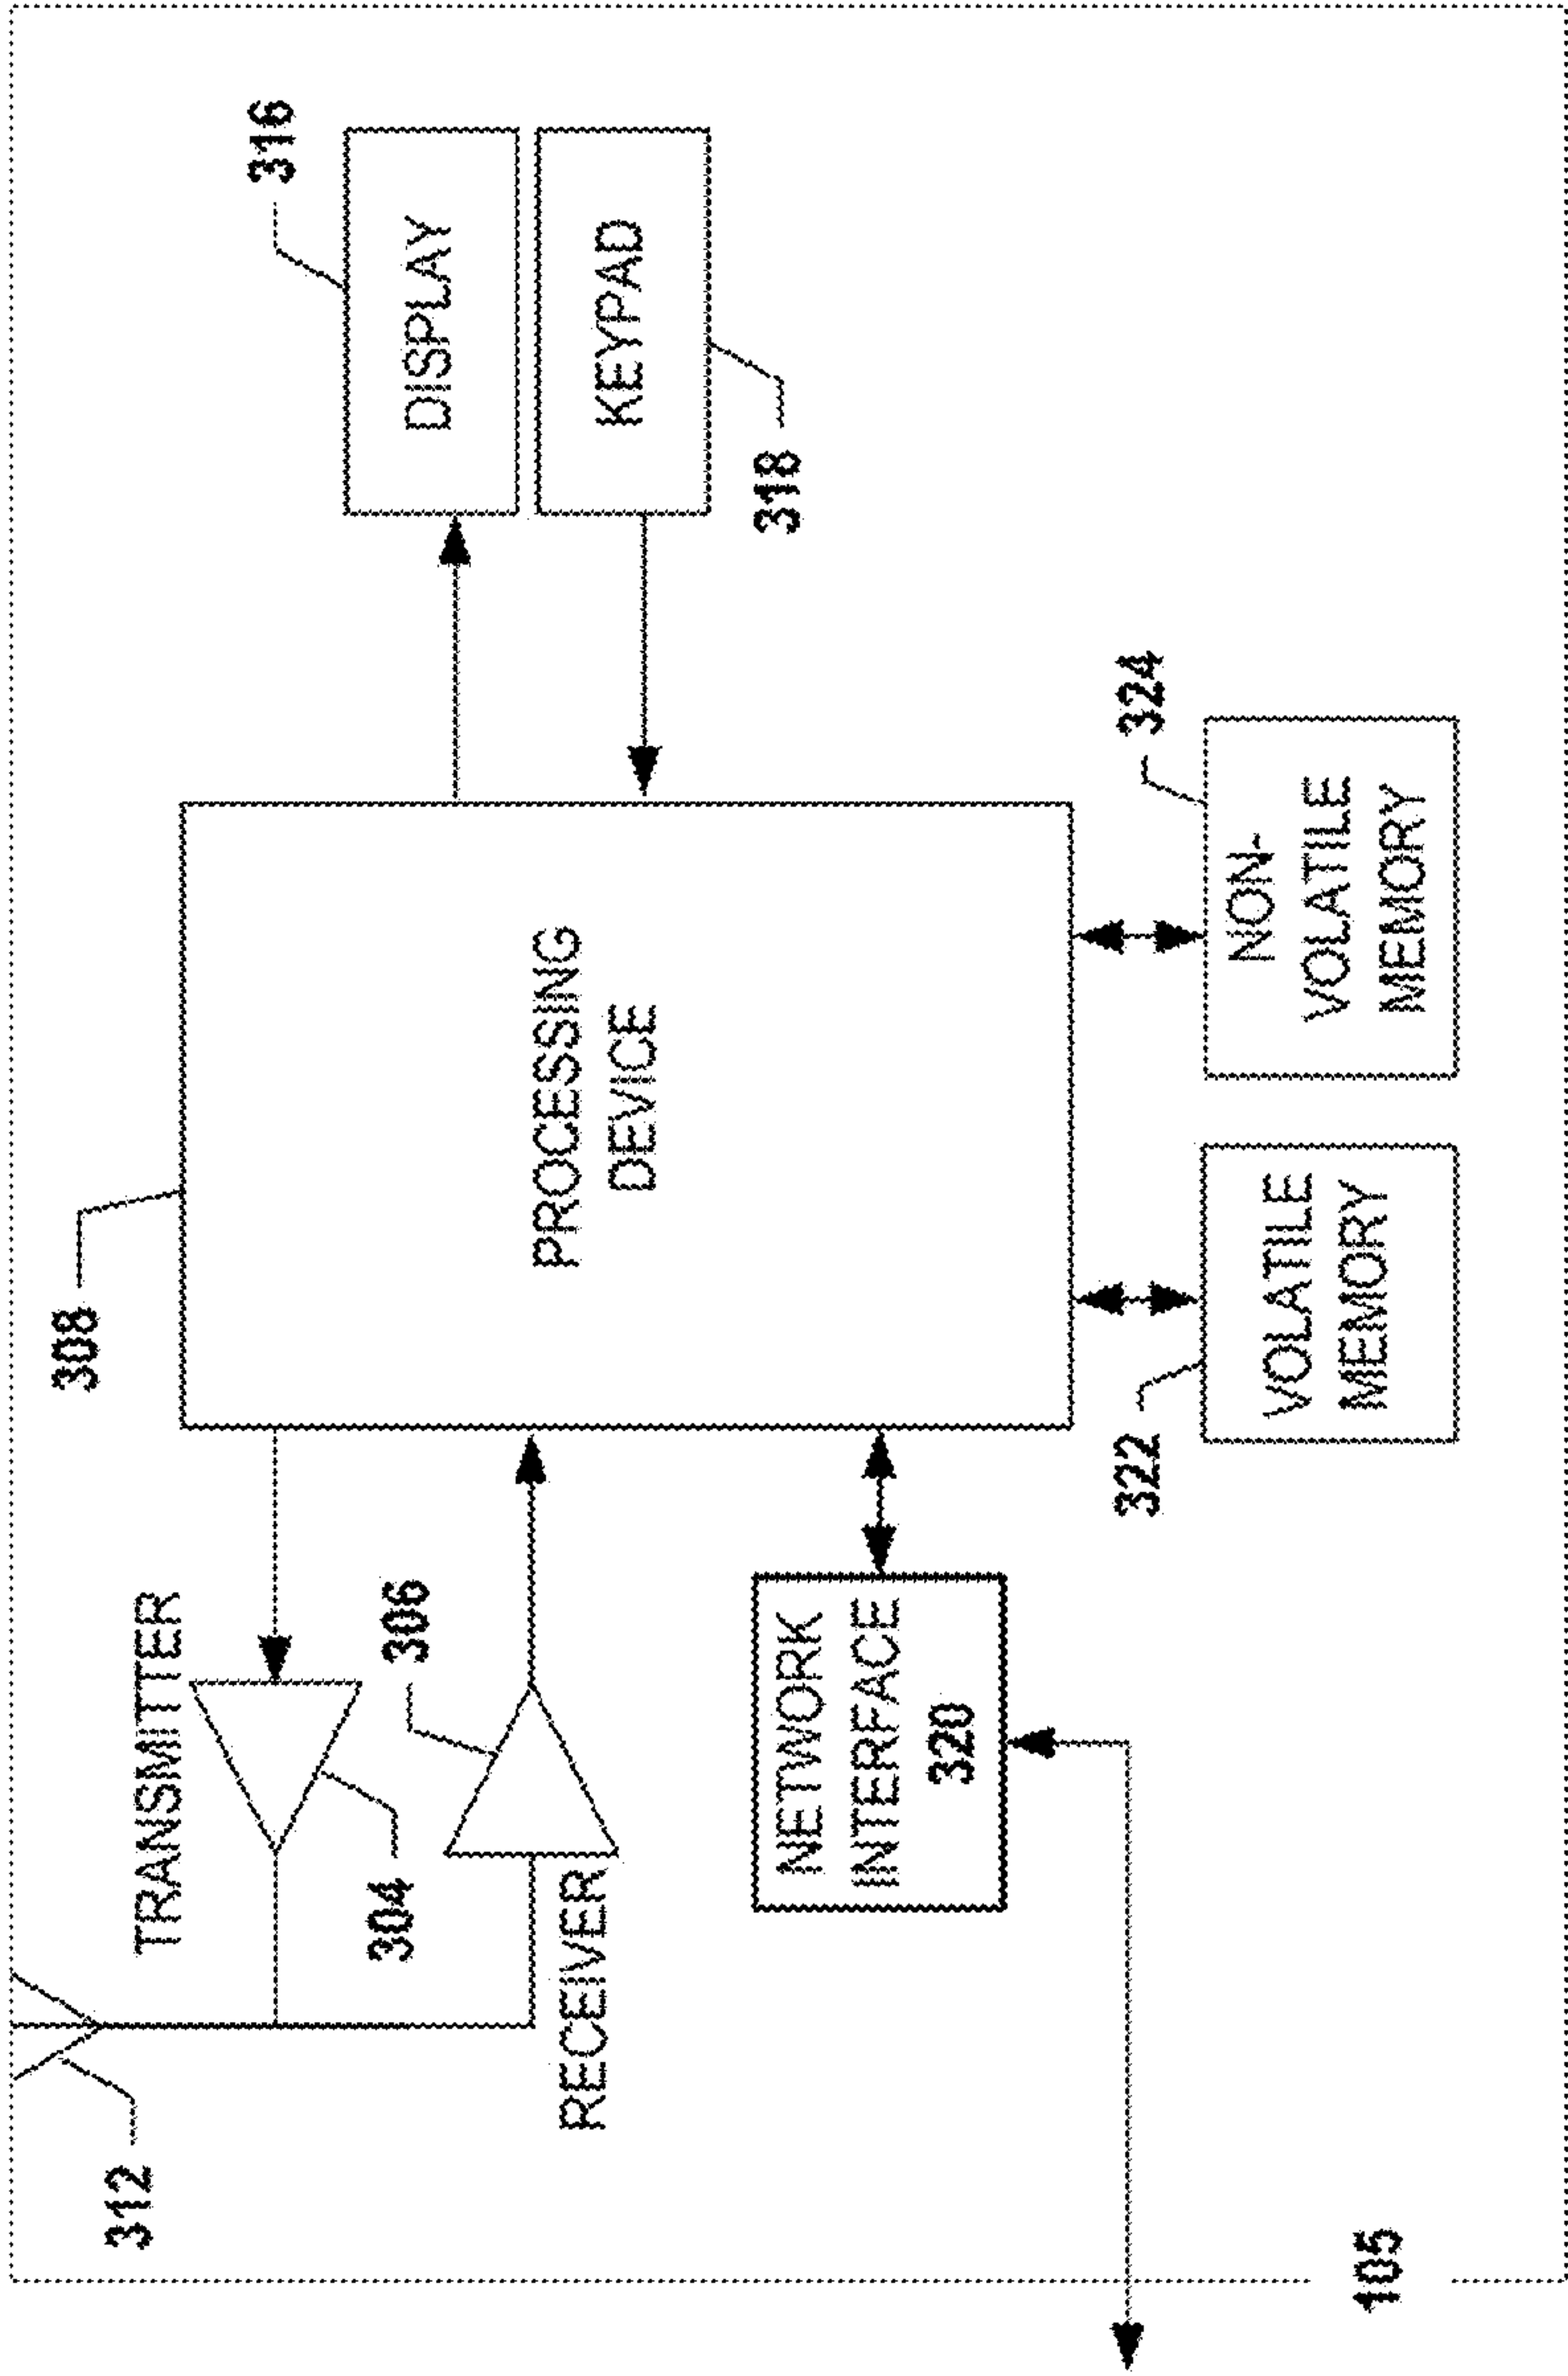 312
TRANSMITTER
304
306
RECEIVER
308
PROCESSING
DEVICE
316
DISPLAY
KEYPAD
318
NETWORK
INTERFACE
320
322
VOLATILE
MEMORY
324
NON-
VOLATILE
MEMORY
105